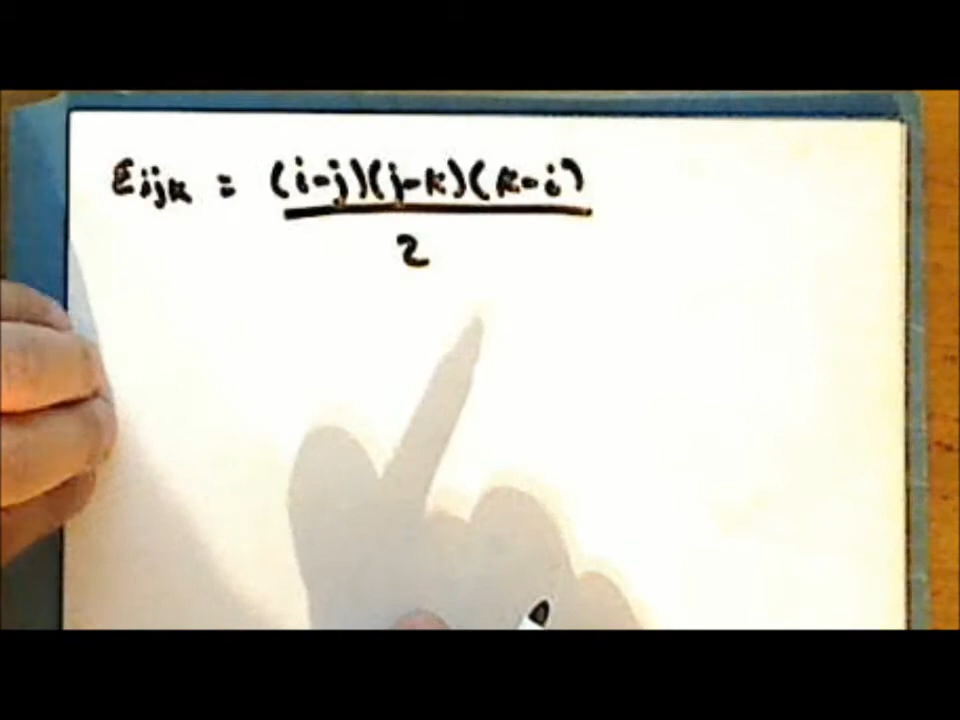 εijk = (i-j)(j-k)(k-i)
2